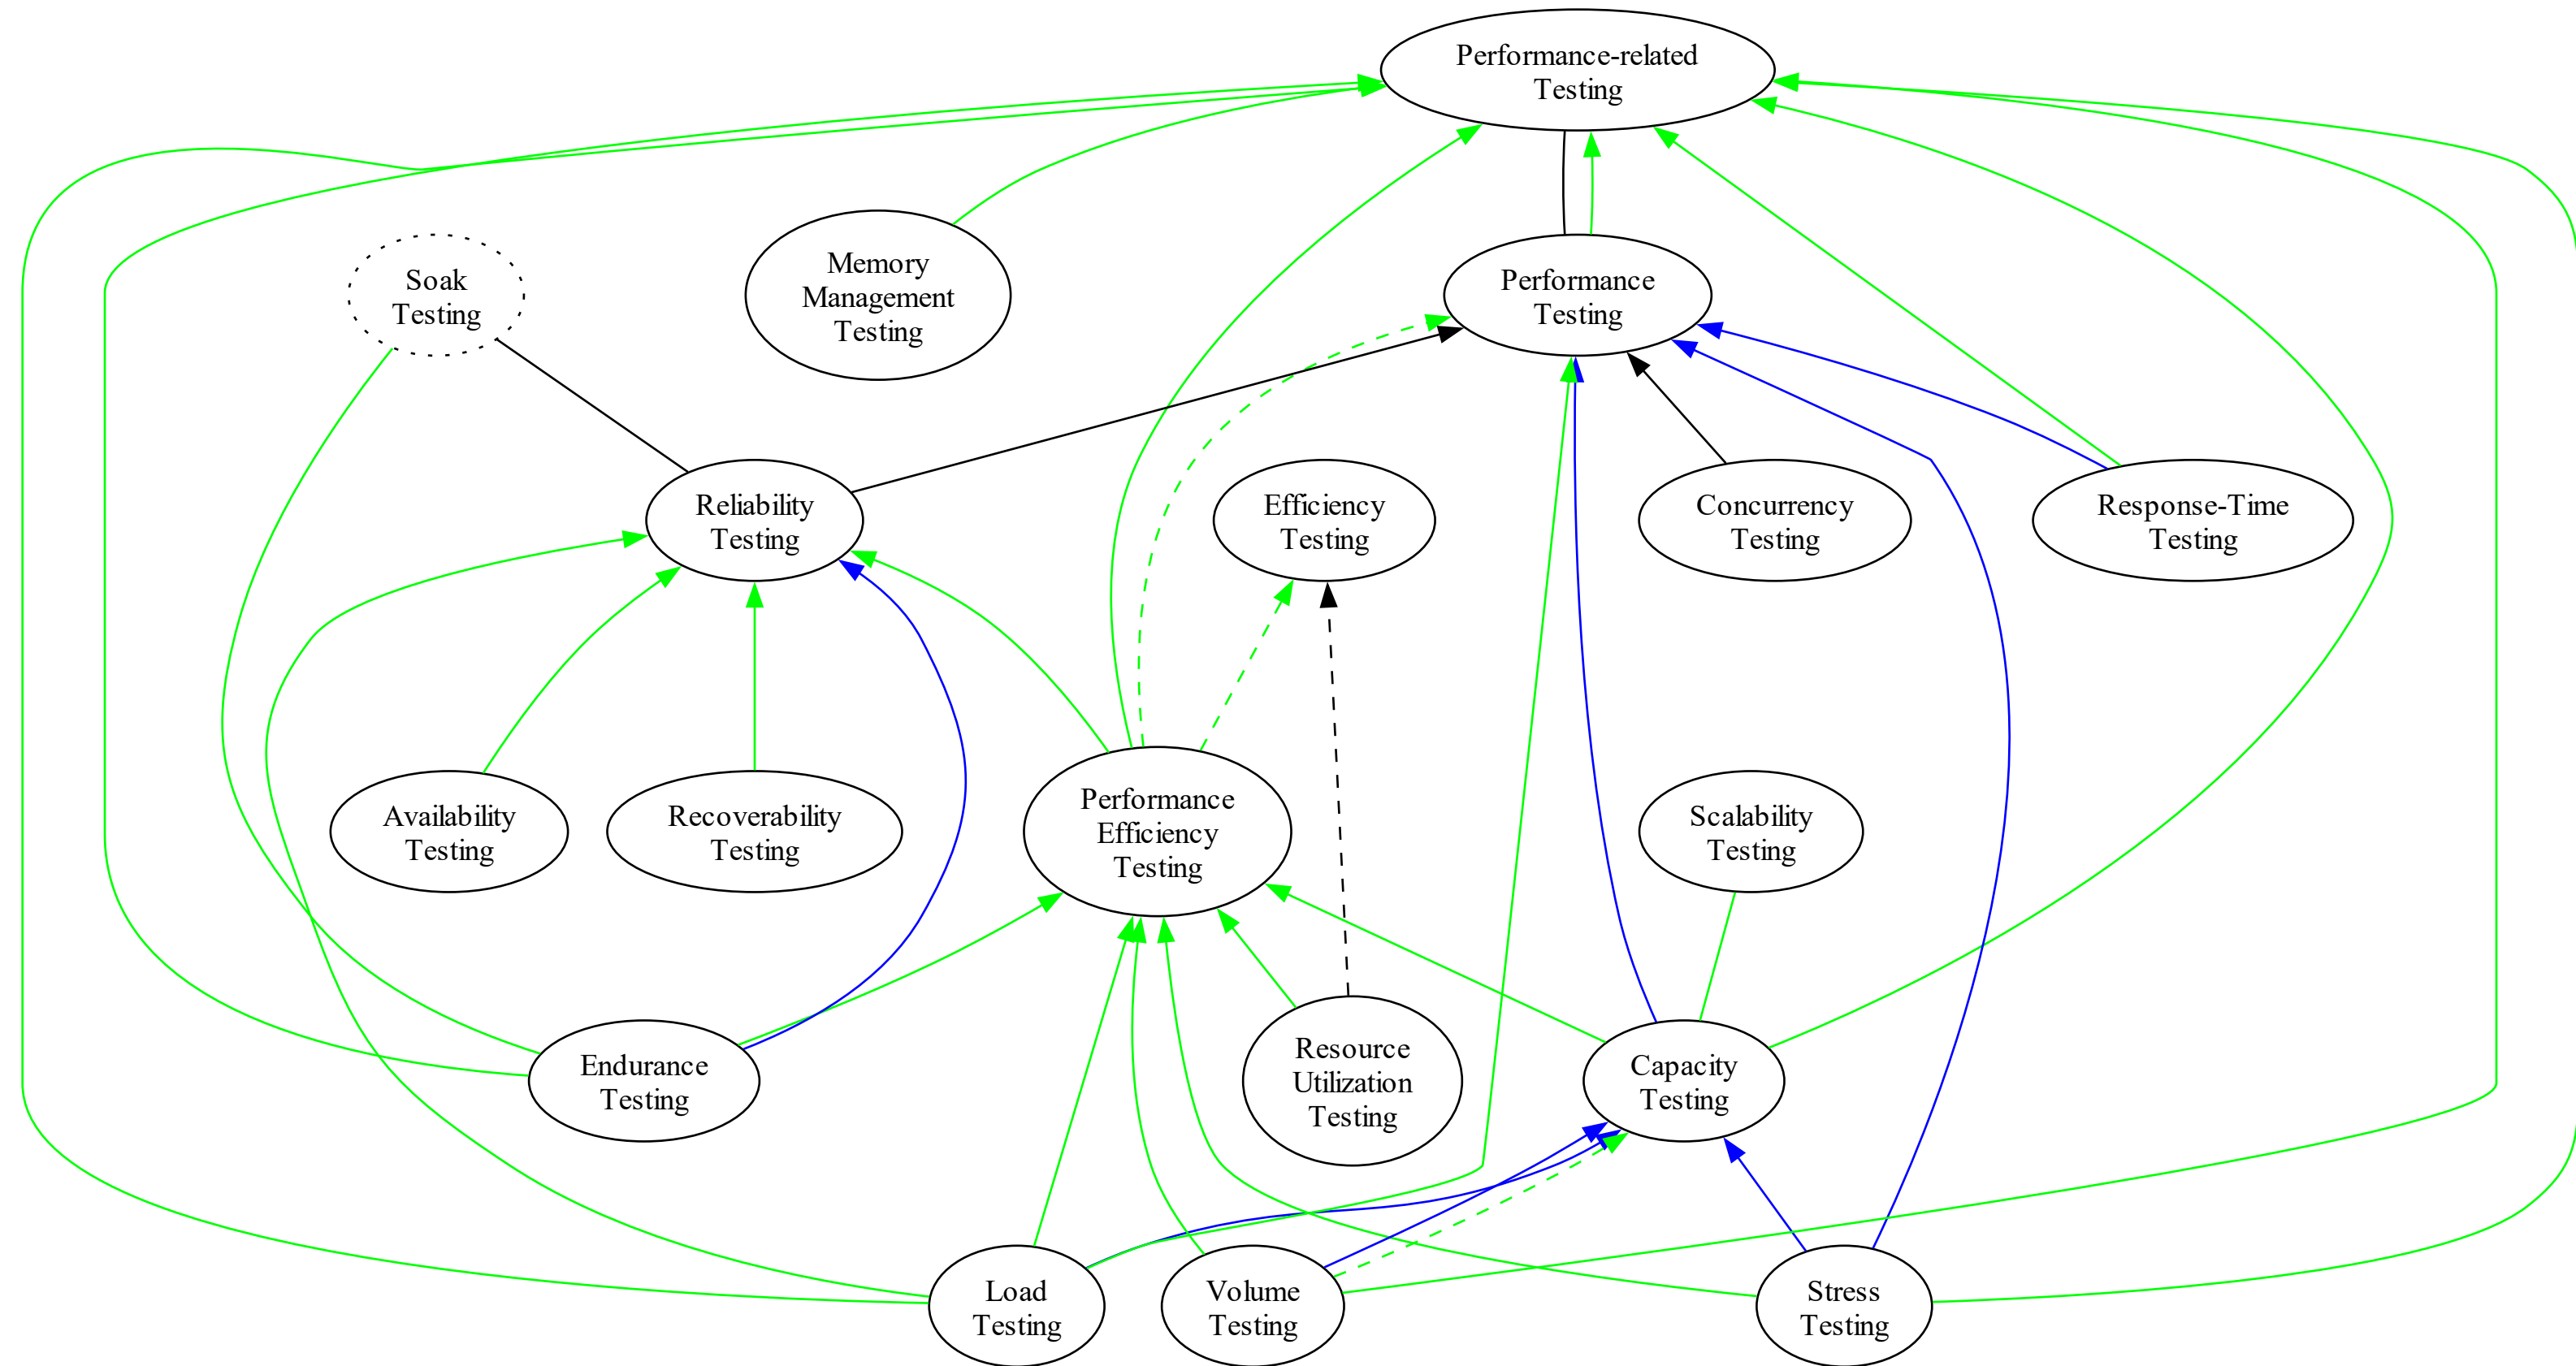 Performance-related
Testing
Soak
Testing
Memory
Management
Testing
Performance
Testing
Reliability
Testing
Efficiency
Testing
Concurrency
Testing
Response-Time
Testing
Availability
Testing
Recoverability
Testing
Performance
Efficiency
Testing
Scalability
Testing
Endurance
Testing
Resource
Utilization
Testing
Capacity
Testing
Load
Testing
Volume
Testing
Stress
Testing